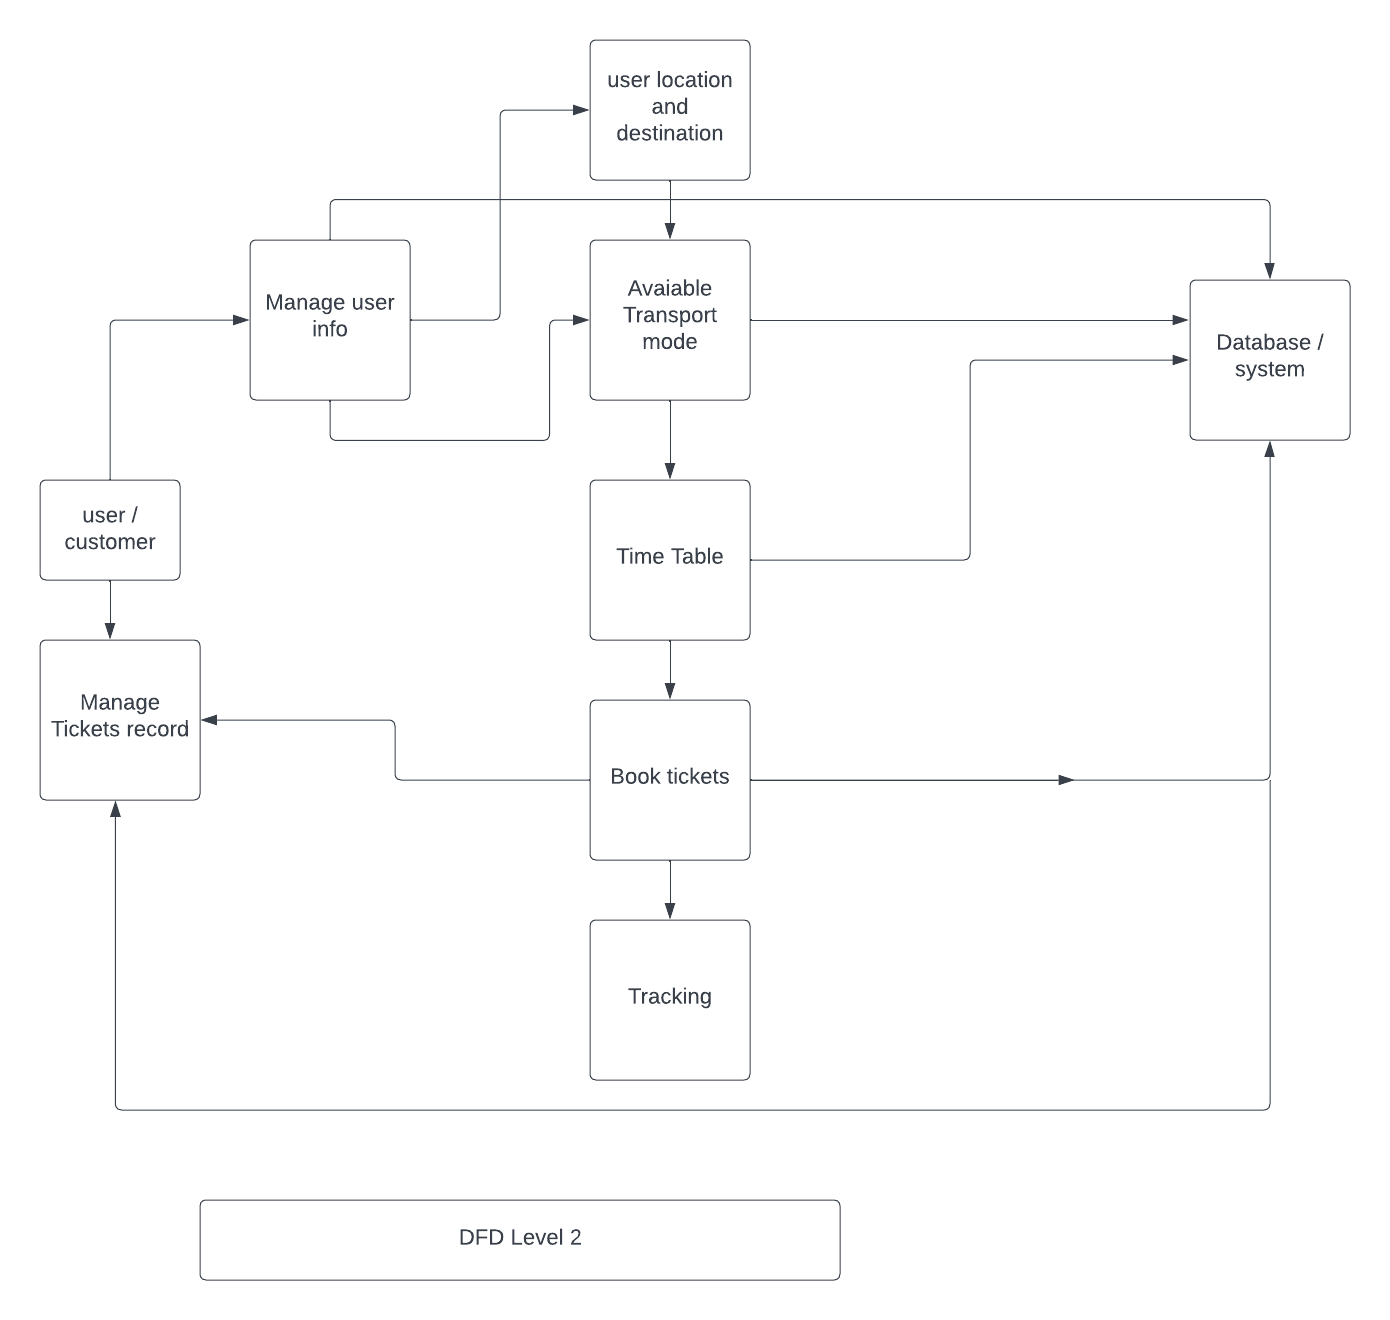 user location
and
destination
Manage user
info
Avaiable
Transport
mode
Database /
system
user /
customer
Time Table
Manage
Tickets record
Book tickets
Tracking
DFD Level 2